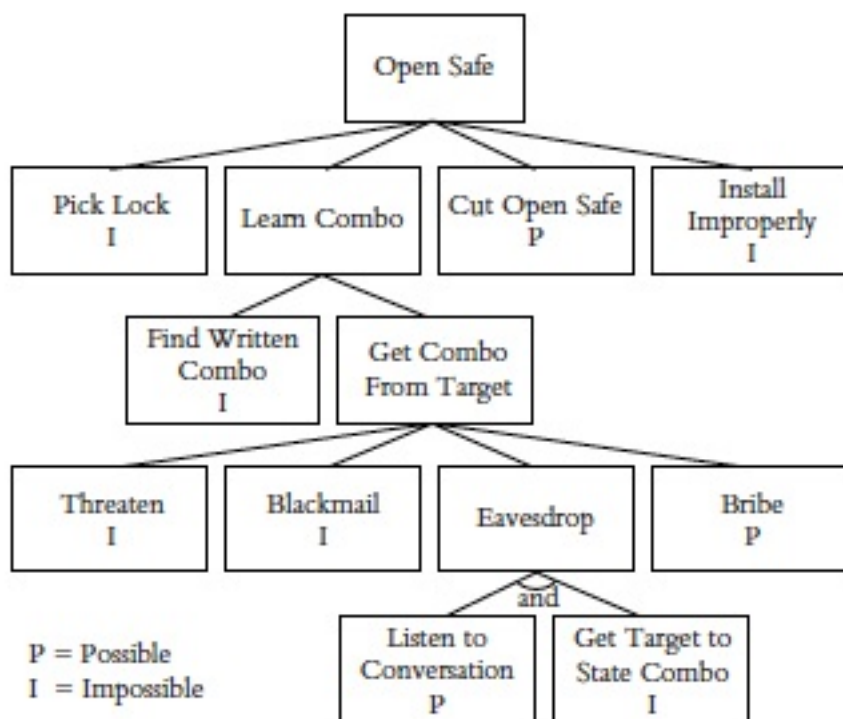 Open Safe
Pick Lock
I
Learn Combo
Cut Open Safe
P
Install
Improperly
I
Find Written
Combo
I
Get Combo
From Target
Threaten
I
Blackmail
I
Eavesdrop
Bribe
P
and
Listen to
Conversation
P
Get Target to
State Combo
I
P = Possible
I = Impossible